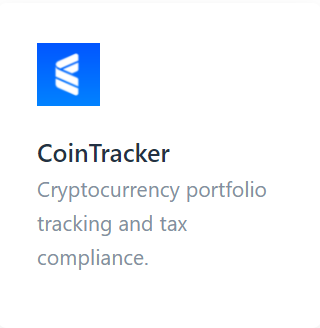 CoinTracker
Cryptocurrency portfolio
tracking and tax
compliance.